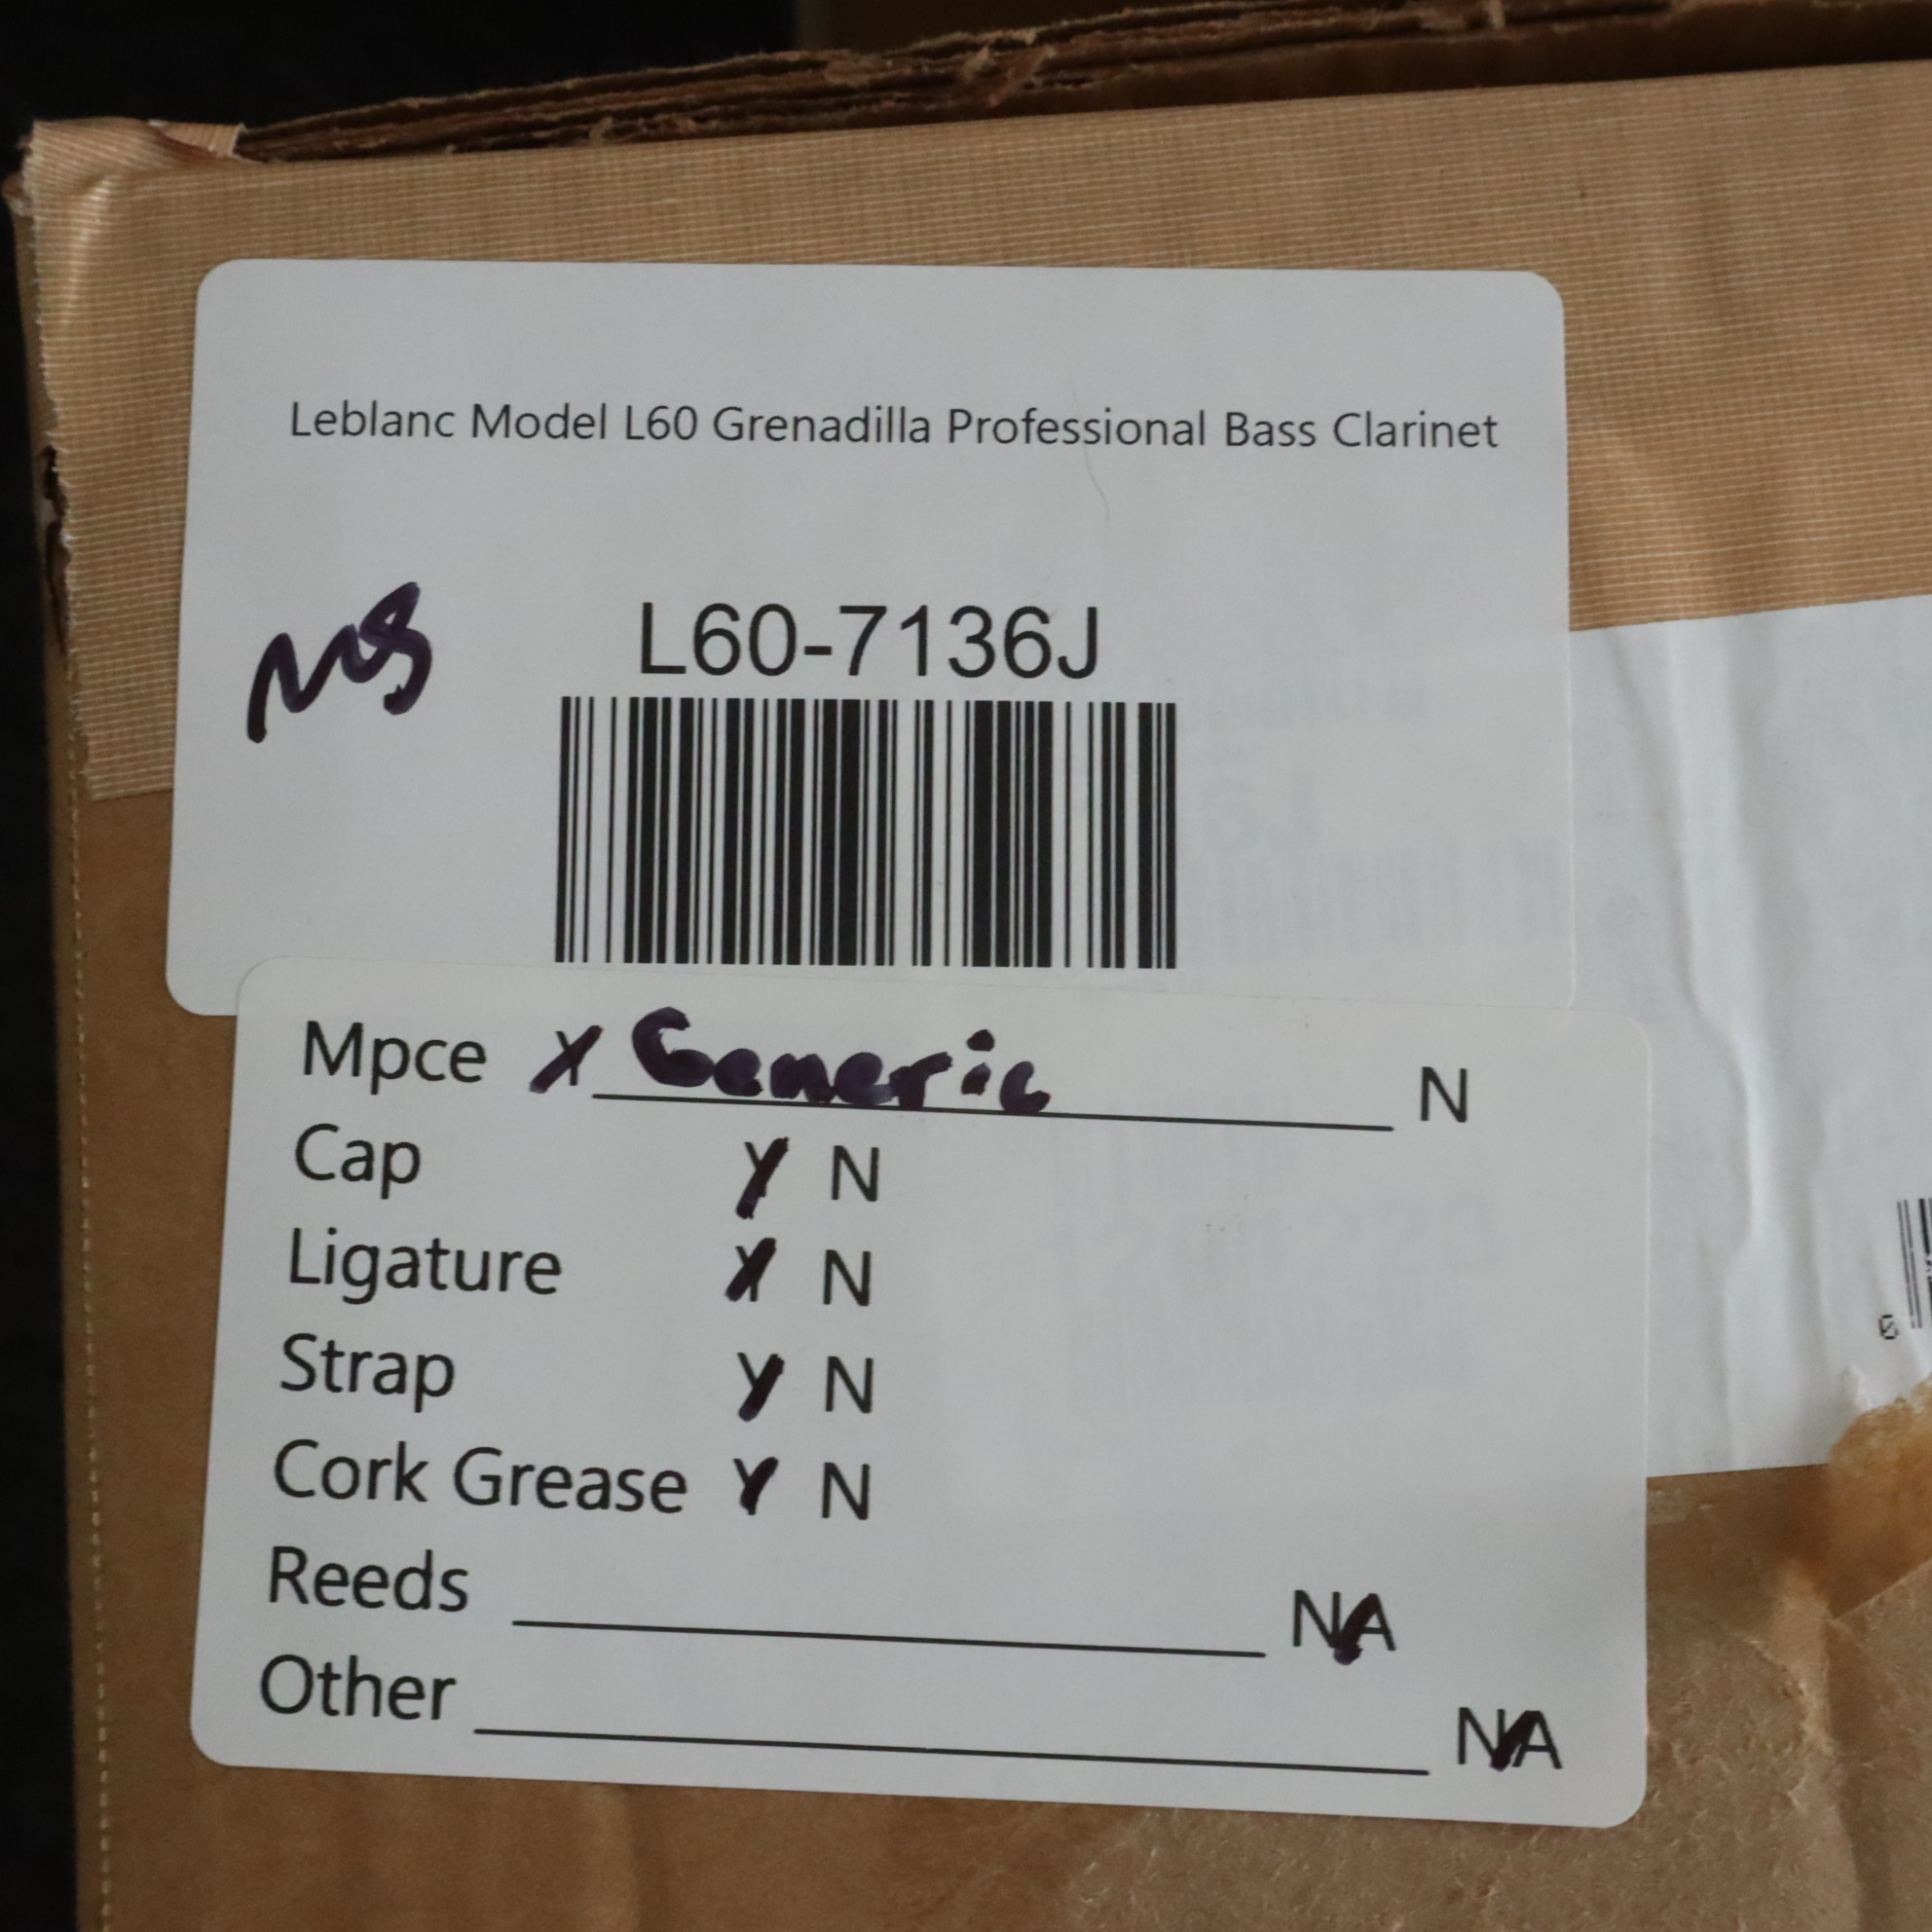 Leblanc Model L60 Grenadilla Professional Bass Clarinet
L60-7136J
Mpce Y Generic N
Cap Y N
Ligature Y N
Strap Y N
Cork Grease Y N
Reeds NA
Other NA